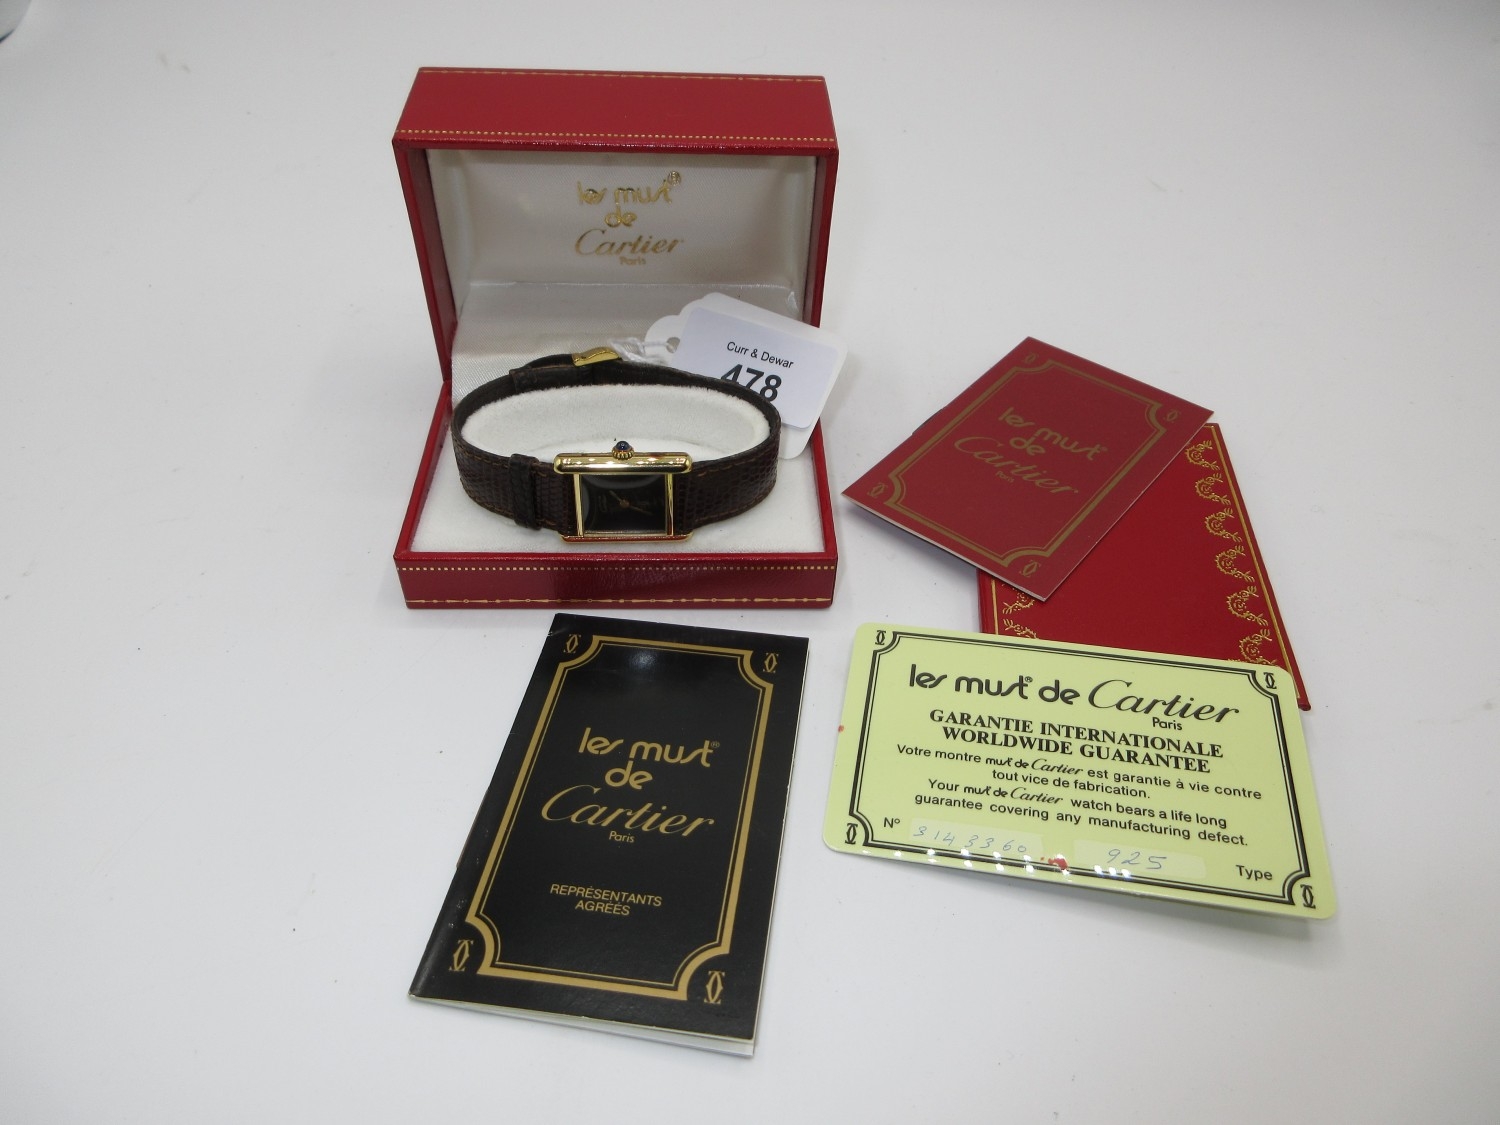 les must®
de
Cartier
Paris
Curr & Dewar
478
les must
de
Cartier
Paris
les must®
de
Cartier
Paris
REPRÉSENTANTS
AGRÉÉS
les must® de Cartier
Paris
GARANTIE INTERNATIONALE
WORLDWIDE GUARANTEE
Votre montre must de Cartier est garantie à vie contre
tout vice de fabrication.
Your must de Cartier watch bears a life long
guarantee covering any manufacturing defect.
N° 3143360 925 Type